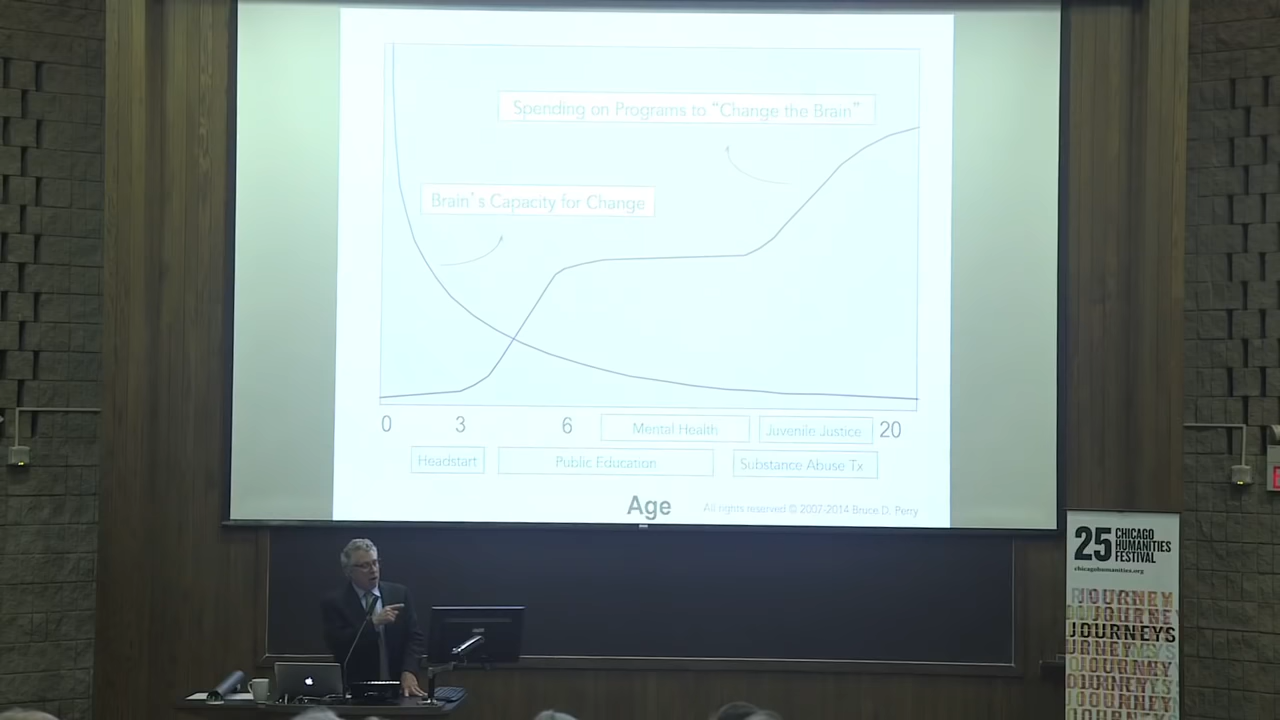 Spending on Programs to “Change the Brain”
Brain’s Capacity for Change
0 3 6 Mental Health Juvenile Justice 20
Headstart Public Education Substance Abuse Tx
Age
All rights reserved © 2007-2014 Bruce D. Perry
25 CHICAGO
HUMANITIES
FESTIVAL
chicagohumanities.org
JOURNEY
JOURNEYS